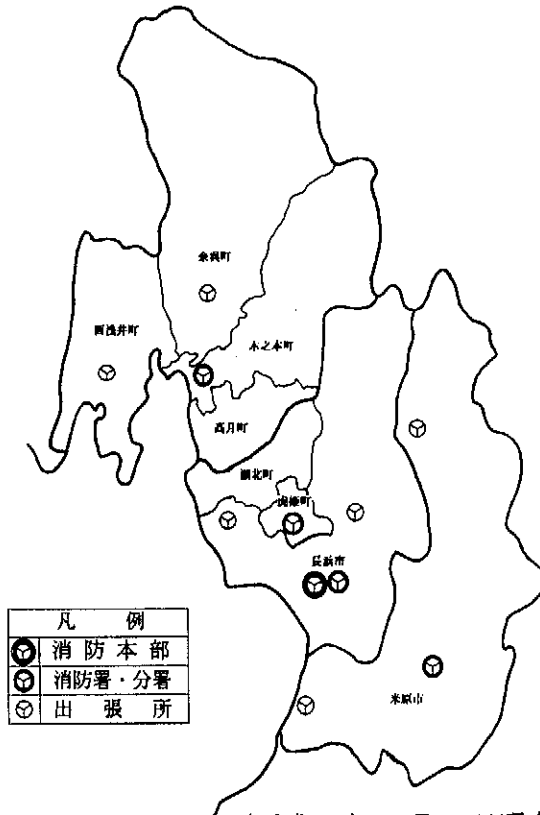 余呉町
西浅井町
木之本町
高月町
湖北町
虎姫町
長浜市
米原市
凡 例
消 防 本 部
消防署・分署
出 張 所